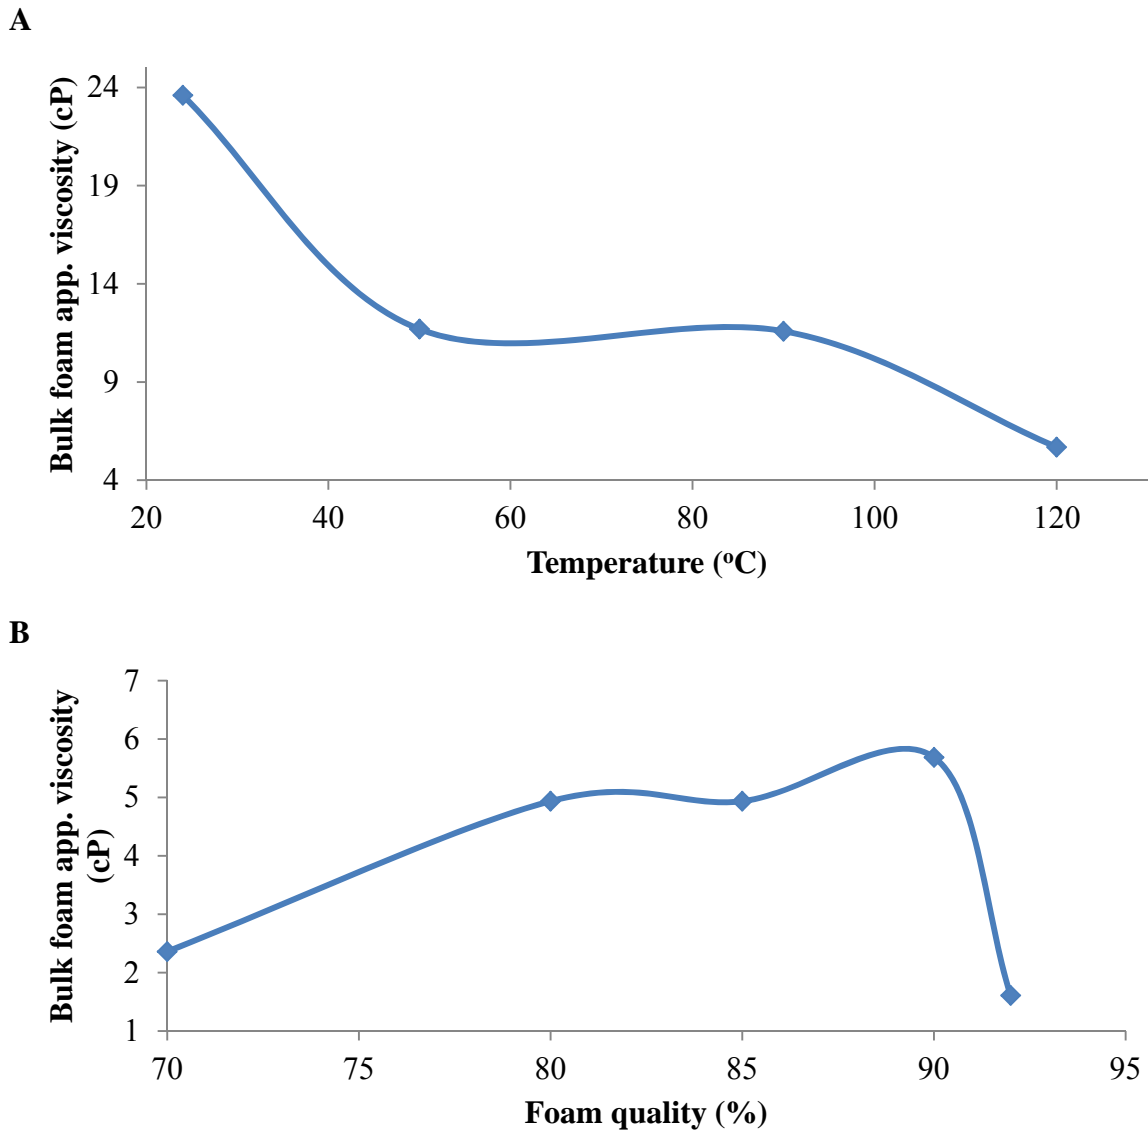 A
Bulk foam app. viscosity (cP)
24
19
14
9
4
20 40 60 80 100 120
Temperature (ºC)
B
Bulk foam app. viscosity
(cP)
7
6
5
4
3
2
1
70 75 80 85 90 95
Foam quality (%)